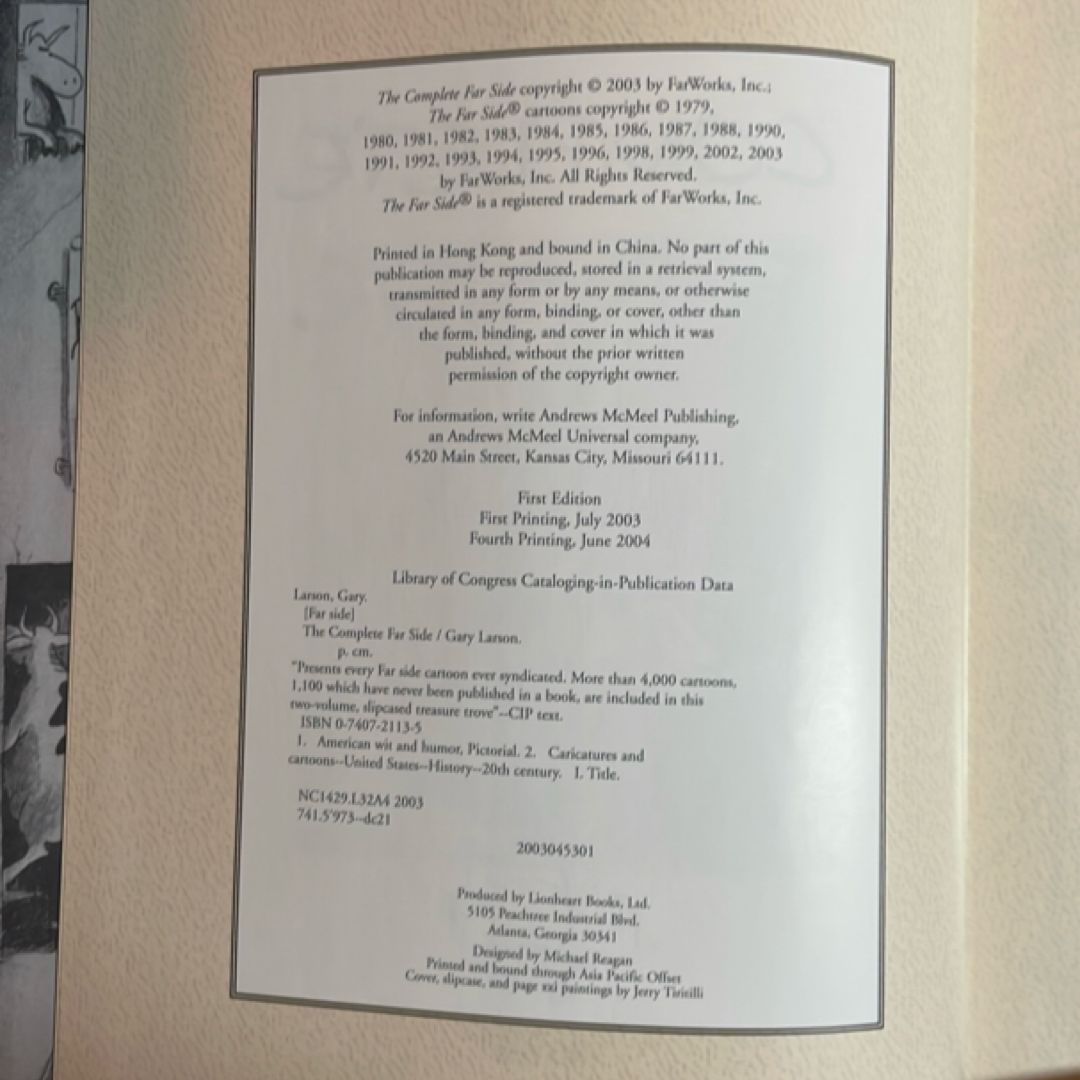 The Complete Far Side copyright © 2003 by FarWorks, Inc.;
The Far Side® cartoons copyright © 1979,
1980, 1981, 1982, 1983, 1984, 1985, 1986, 1987, 1988, 1990,
1991, 1992, 1993, 1994, 1995, 1996, 1998, 1999, 2002, 2003
by FarWorks, Inc. All Rights Reserved.
The Far Side® is a registered trademark of FarWorks, Inc.
Printed in Hong Kong and bound in China. No part of this
publication may be reproduced, stored in a retrieval system,
transmitted in any form or by any means, or otherwise
circulated in any form, binding, or cover, other than
the form, binding, and cover in which it was
published, without the prior written
permission of the copyright owner.
For information, write Andrews McMeel Publishing,
an Andrews McMeel Universal company,
4520 Main Street, Kansas City, Missouri 64111.
First Edition
First Printing, July 2003
Fourth Printing, June 2004
Library of Congress Cataloging-in-Publication Data
Larson, Gary.
[Far side]
The Complete Far Side / Gary Larson.
p. cm.
"Presents every Far side cartoon ever syndicated. More than 4,000 cartoons,
1,100 which have never been published in a book, are included in this
two-volume, slipcased treasure trove"--CIP text.
ISBN 0-7407-2113-5
1. American wit and humor, Pictorial. 2. Caricatures and
cartoons--United States--History--20th century. I. Title.
NC1429.L32A4 2003
741.5'973--dc21
2003045301
Produced by Lionheart Books, Ltd.
5105 Peachtree Industrial Blvd.
Atlanta, Georgia 30341
Designed by Michael Reagan
Printed and bound through Asia Pacific Offset
Cover, slipcase, and page xxi paintings by Jerry Tiritilli